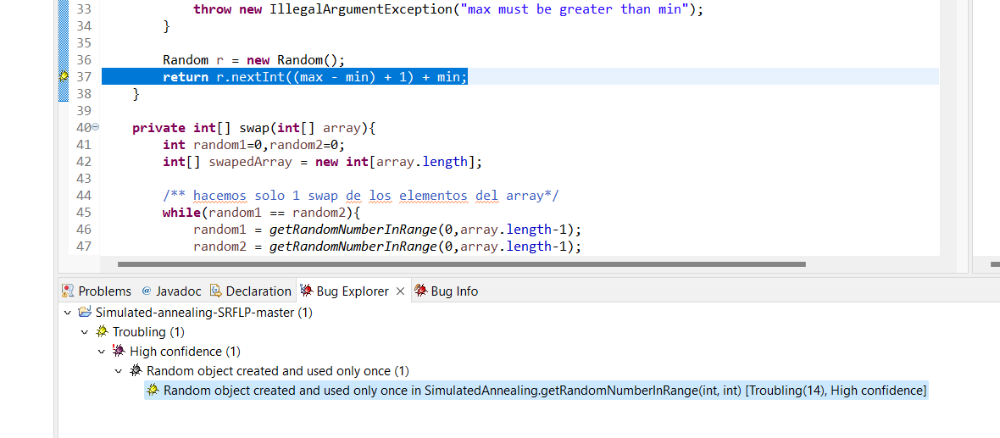 33 throw new IllegalArgumentException("max must be greater than min");
34 }
35
36 Random r = new Random();
37 return r.nextInt((max - min) + 1) + min;
38 }
39
40 private int[] swap(int[] array){
41 int random1=0,random2=0;
42 int[] swapedArray = new int[array.length];
43
44 /** hacemos solo 1 swap de los elementos del array*/
45 while(random1 == random2){
46 random1 = getRandomNumberInRange(0,array.length-1);
47 random2 = getRandomNumberInRange(0,array.length-1);
Problems @ Javadoc Declaration Bug Explorer × Bug Info
Simulated-annealing-SRFLP-master (1)
Troubling (1)
High confidence (1)
Random object created and used only once (1)
Random object created and used only once in SimulatedAnnealing.getRandomNumberInRange(int, int) [Troubling(14), High confidence]